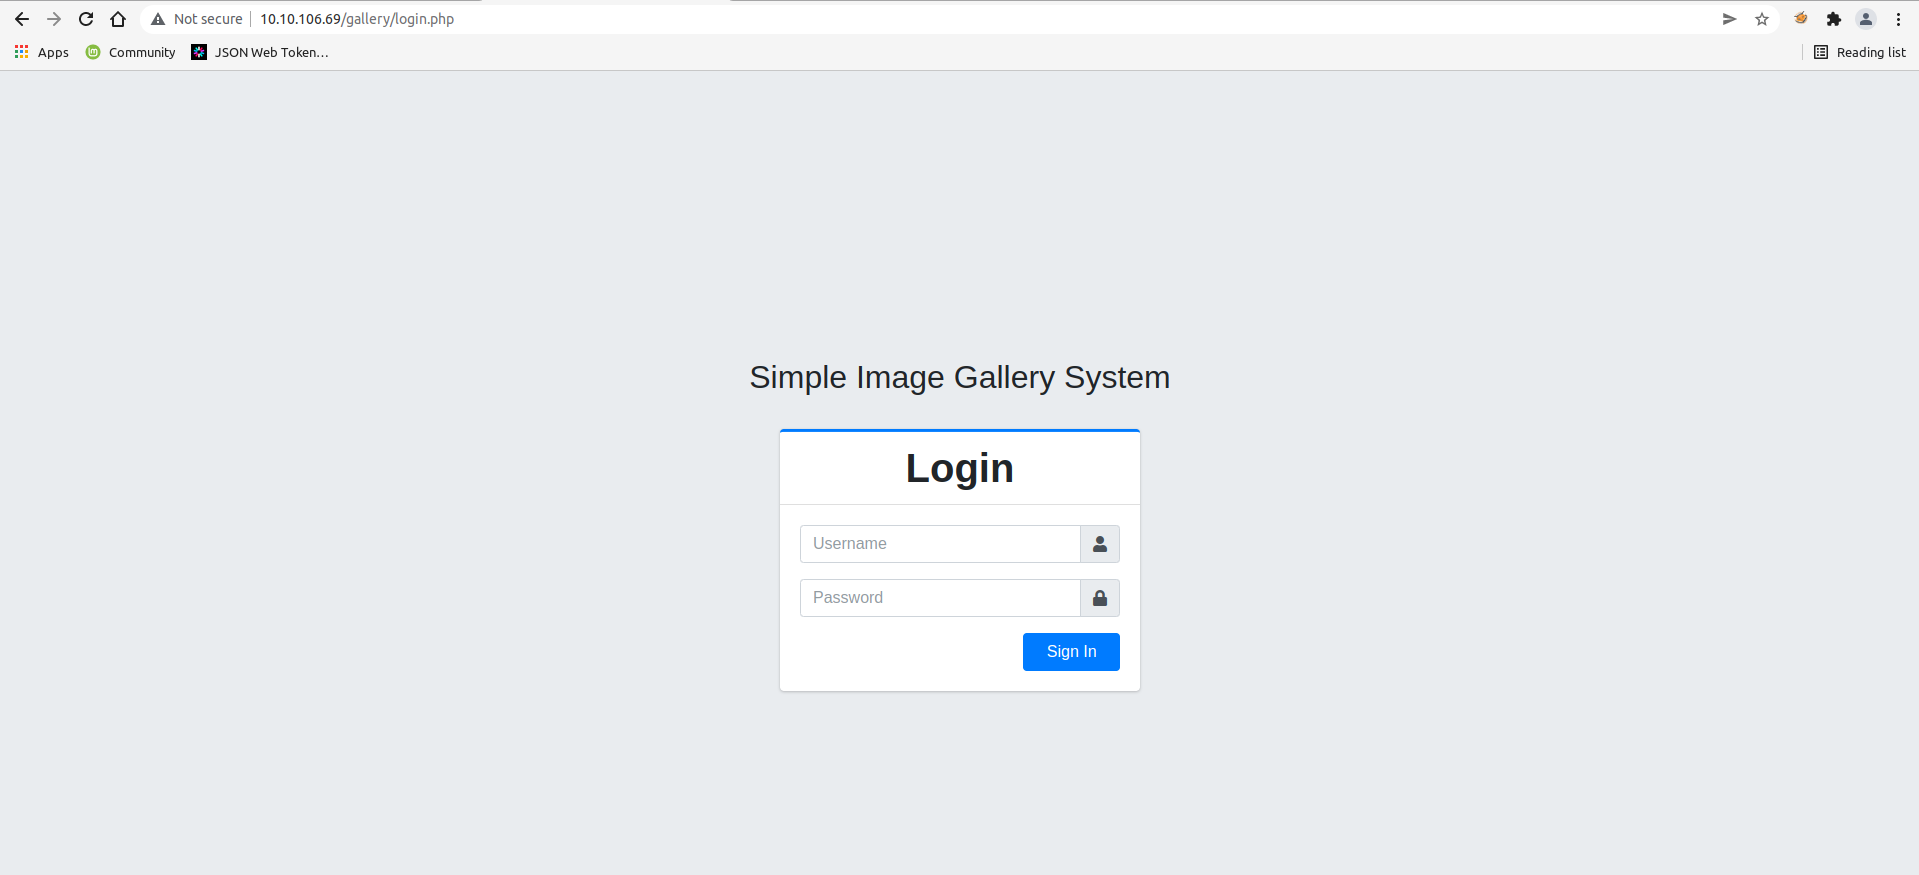 Not secure 10.10.106.69/gallery/login.php
Apps Community JSON Web Token... Reading list
Simple Image Gallery System
Login
Username
Password
Sign In